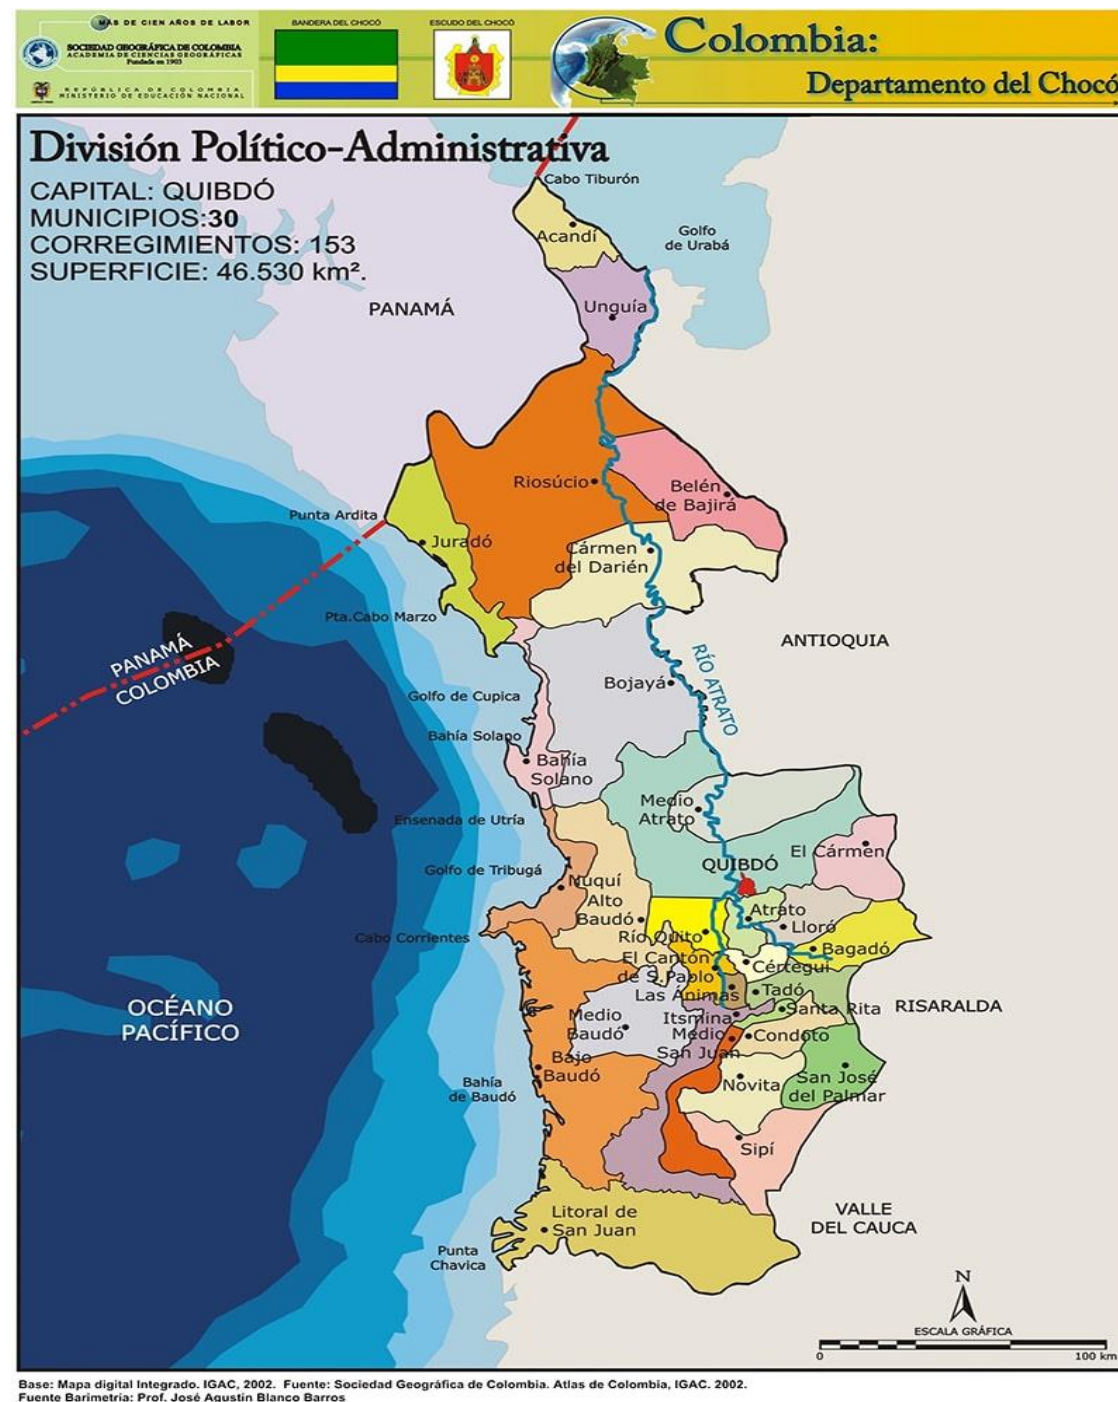 MÁS DE CIEN AÑOS DE LABOR
SOCIEDAD GEOGRÁFICA DE COLOMBIA
ACADEMIA DE CIENCIAS GEOGRÁFICAS
Fundada en 1903
REPÚBLICA DE COLOMBIA
MINISTERIO DE EDUCACIÓN NACIONAL
BANDERA DEL CHOCÓ
ESCUDO DEL CHOCÓ
Colombia:
Departamento del Chocó
División Político-Administrativa
CAPITAL: QUIBDÓ
MUNICIPIOS:30
CORREGIMIENTOS: 153
SUPERFICIE: 46.530 km².
Cabo Tiburón
Acandí
Golfo
de Urabá
PANAMÁ
Unguía
Riosúcio
Belén
de Bajirá
Punta Ardita
Juradó
Cármen
del Darién
Pta.Cabo Marzo
PANAMÁ
COLOMBIA
ANTIOQUIA
RÍO ATRATO
Bojayá
Golfo de Cupica
Bahía Solano
Bahía
Solano
Medio
Atrato
Ensenada de Utría
El Cármen
QUIBDÓ
Golfo de Tribugá
Nuquí
Alto
Baudó
Atrato
Lloró
Río Quito
Cabo Corrientes
Bagadó
El Cantón
de S.Pablo
Cértegui
Las Ánimas
Tadó
OCÉANO
PACÍFICO
Santa Rita
RISARALDA
Medio
Baudó
Itsmina
Medio
San Juan
Condoto
Bajo
Baudó
Bahía
de Baudó
Novita
San José
del Palmar
Sipí
Litoral de
San Juan
VALLE
DEL CAUCA
Punta
Chavica
N
ESCALA GRÁFICA
0
100 km
Base: Mapa digital Integrado. IGAC, 2002. Fuente: Sociedad Geográfica de Colombia. Atlas de Colombia, IGAC. 2002.
Fuente Barimetria: Prof. José Agustín Blanco Barros